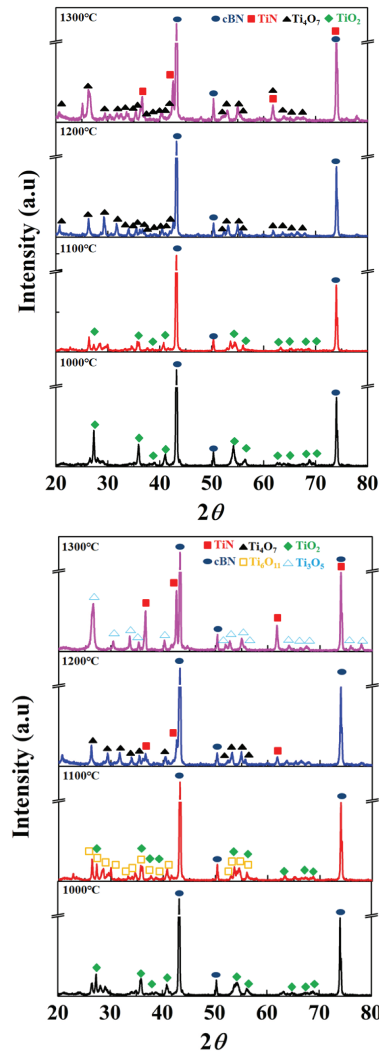 1300℃
cBN TiN Ti₄O₇ TiO₂
1200℃
1100℃
1000℃
Intensity (a.u)
20 30 40 50 60 70 80
2θ
1300℃
TiN Ti₄O₇ TiO₂
cBN Ti₆O₁₁ Ti₃O₅
1200℃
1100℃
1000℃
Intensity (a.u)
20 30 40 50 60 70 80
2θ